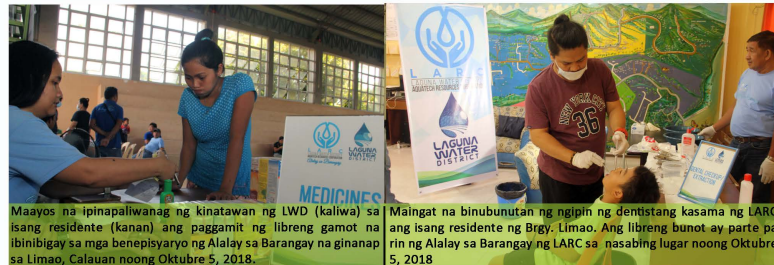 LARC
LAGUNA WATER
DISTRICT
MEDICINES
Maayos na ipinapaliwanag ng kinatawan ng LWD (kaliwa) sa
isang residente (kanan) ang paggamit ng libreng gamot na
ibinibigay sa mga benepisyaryo ng Alalay sa Barangay na ginanap
sa Limao, Calauan noong Oktubre 5, 2018.
LARC
LAGUNA WATER
LAGUNA
WATER
DISTRICT
NEW YORK CITY
36
EXTRACTION
Maingat na binubunutan ng ngipin ng dentistang kasama ng LARC
ang isang residente ng Brgy. Limao. Ang libreng bunot ay parte pa
rin ng Alalay sa Barangay ng LARC sa nasabing lugar noong Oktubre
5, 2018